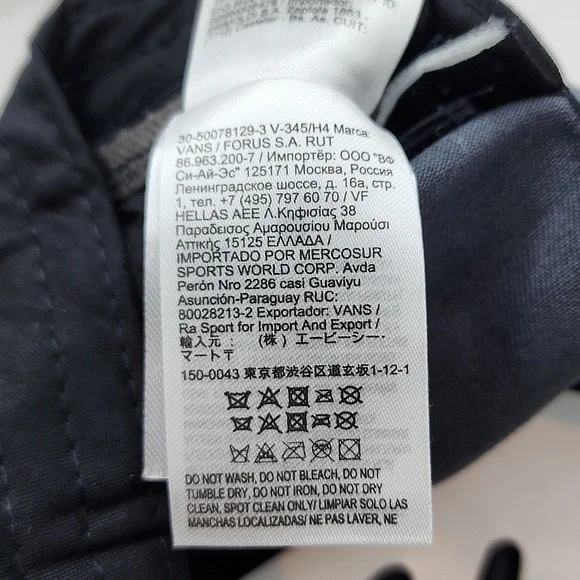 30-50078129-3 V-345/H4 Marca:
VANS / FORUS S.A. RUT
86.963.200-7 / Импортёр: ООО "Вф
Си-Ай-Эс" 125171 Москва, Россия
Ленинградское шоссе, д. 16а, стр.
1, тел. +7 (495) 797 60 70 / VF
HELLAS AEE Λ.Κηφισίας 38
Παραδεισος Αμαρουσίου Μαρούσι
Αττικής 15125 ΕΛΛΑΔΑ /
IMPORTADO POR MERCOSUR
SPORTS WORLD CORP. Avda
Perón Nro 2286 casi Guaviyu
Asunción-Paraguay RUC:
80028213-2 Exportador: VANS /
Ra Sport for Import And Export /
輸入元: (株) エービーシー・
マート〒
150-0043 東京都渋谷区道玄坂1-12-1
DO NOT WASH, DO NOT BLEACH, DO NOT
TUMBLE DRY, DO NOT IRON, DO NOT DRY
CLEAN, SPOT CLEAN ONLY/ LIMPIAR SOLO LAS
MANCHAS LOCALIZADAS/ NE PAS LAVER, NE